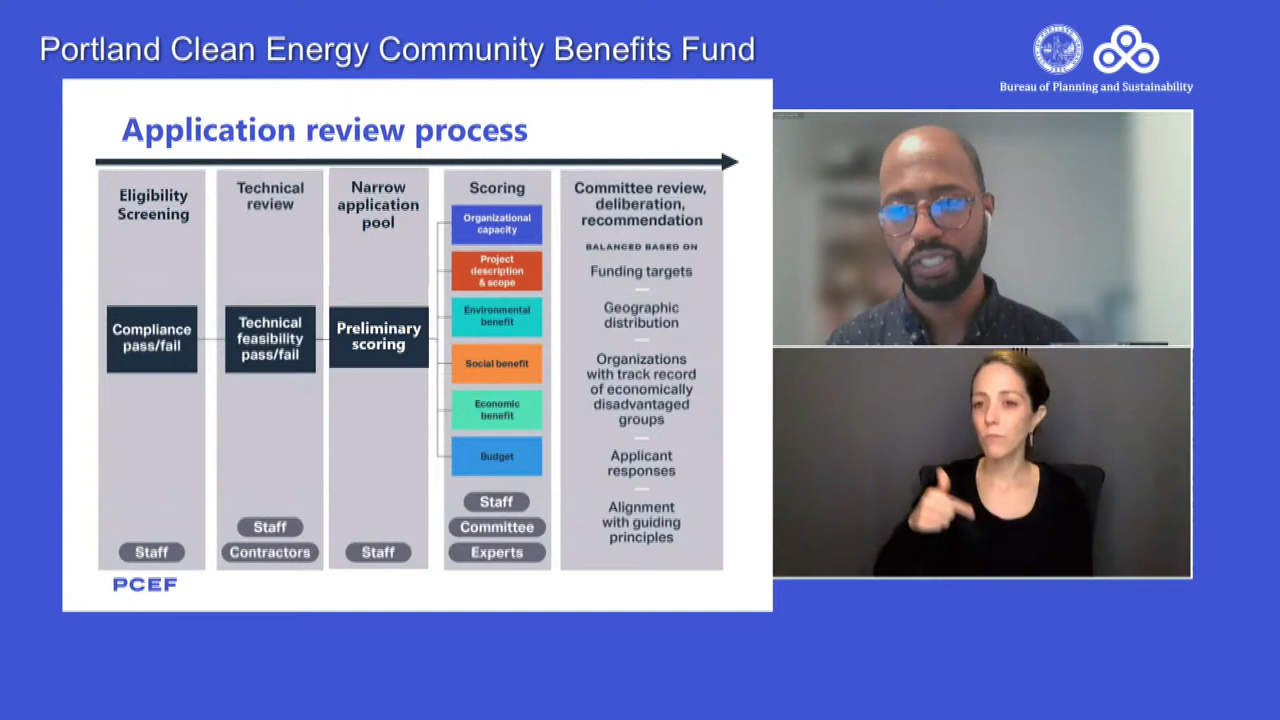 Portland Clean Energy Community Benefits Fund
Bureau of Planning and Sustainability
Application review process
Eligibility
Screening
Compliance
pass/fail
Staff
Technical
review
Technical
feasibility
pass/fail
Staff
Contractors
Narrow
application
pool
Preliminary
scoring
Staff
Scoring
Organizational
capacity
Project
description
& scope
Environmental
benefit
Social benefit
Economic
benefit
Budget
Staff
Committee
Experts
Committee review,
deliberation,
recommendation
BALANCED BASED ON
Funding targets
Geographic
distribution
Organizations
with track record
of economically
disadvantaged
groups
Applicant
responses
Alignment
with guiding
principles
PCEF